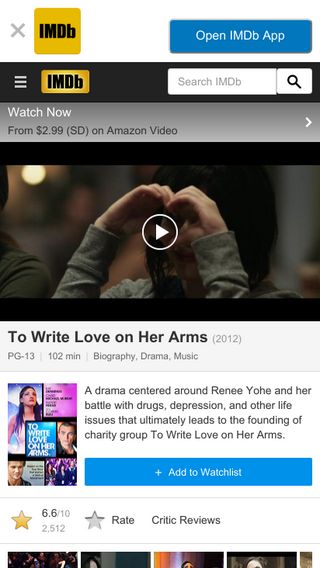 IMDb
Open IMDb App
IMDb
Search IMDb
Watch Now
From $2.99 (SD) on Amazon Video
To Write Love on Her Arms (2012)
PG-13 | 102 min | Biography, Drama, Music
TO
WRITE
LOVE
ON HER
ARMS.
A drama centered around Renee Yohe and her
battle with drugs, depression, and other life
issues that ultimately leads to the founding of
charity group To Write Love on Her Arms.
+ Add to Watchlist
6.6/10
2,512
Rate
Critic Reviews